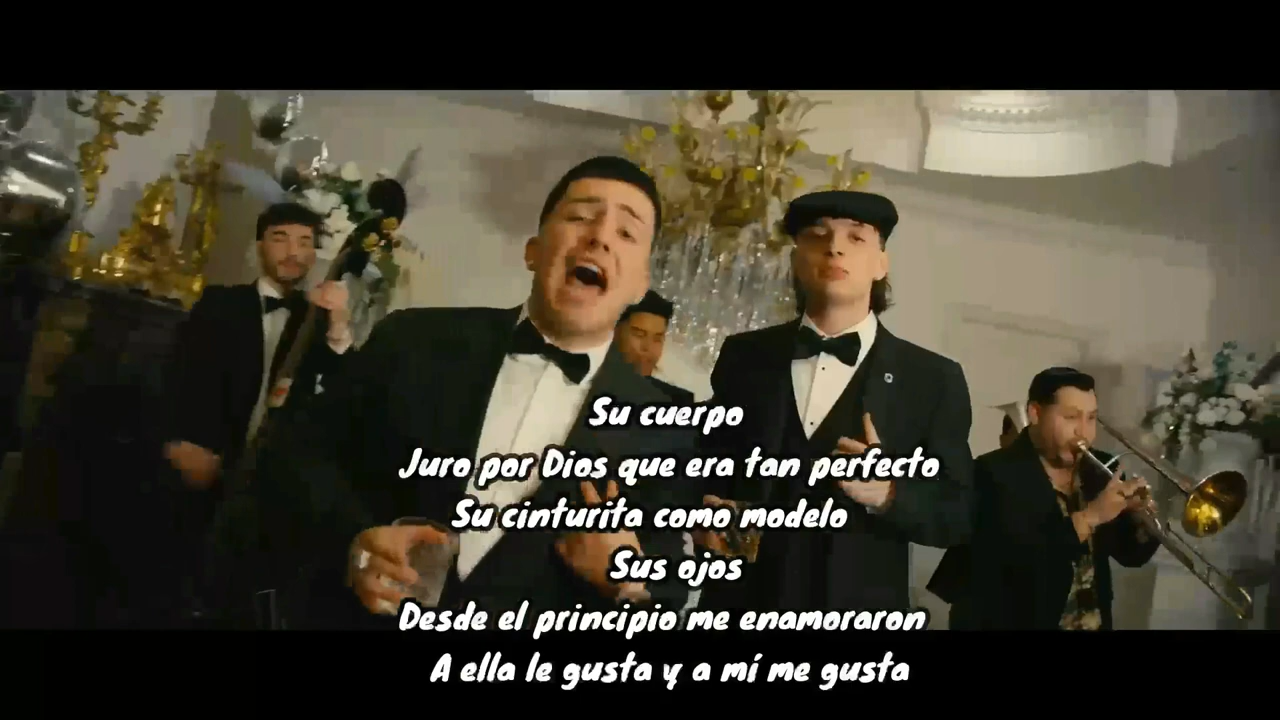 Su cuerpo
Juro por Dios que era tan perfecto
Su cinturita como modelo
Sus ojos
Desde el principio me enamoraron
A ella le gusta y a mí me gusta